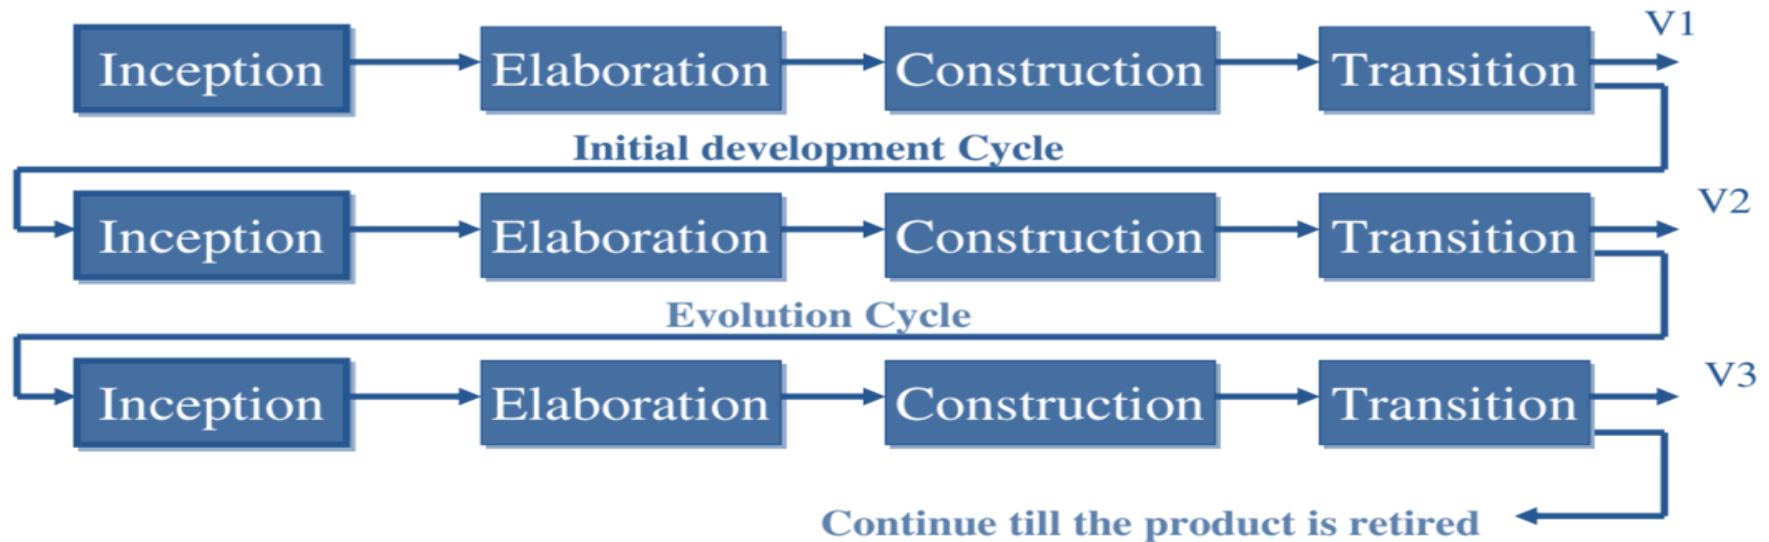 V1
Inception Elaboration Construction Transition
Initial development Cycle
V2
Inception Elaboration Construction Transition
Evolution Cycle
V3
Inception Elaboration Construction Transition
Continue till the product is retired